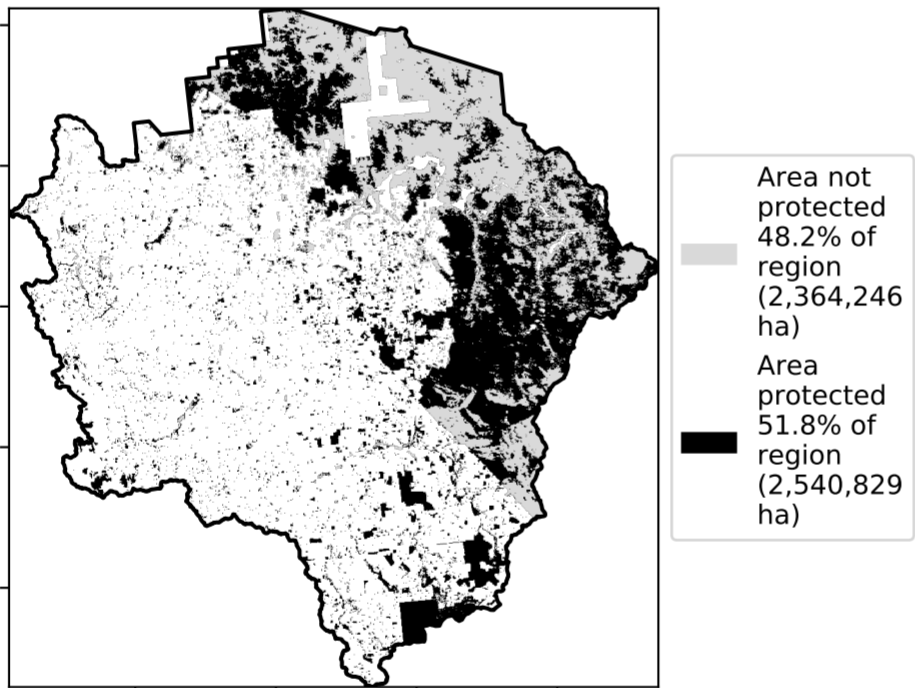 Area not
protected
48.2% of
region
(2,364,246
ha)
Area
protected
51.8% of
region
(2,540,829
ha)